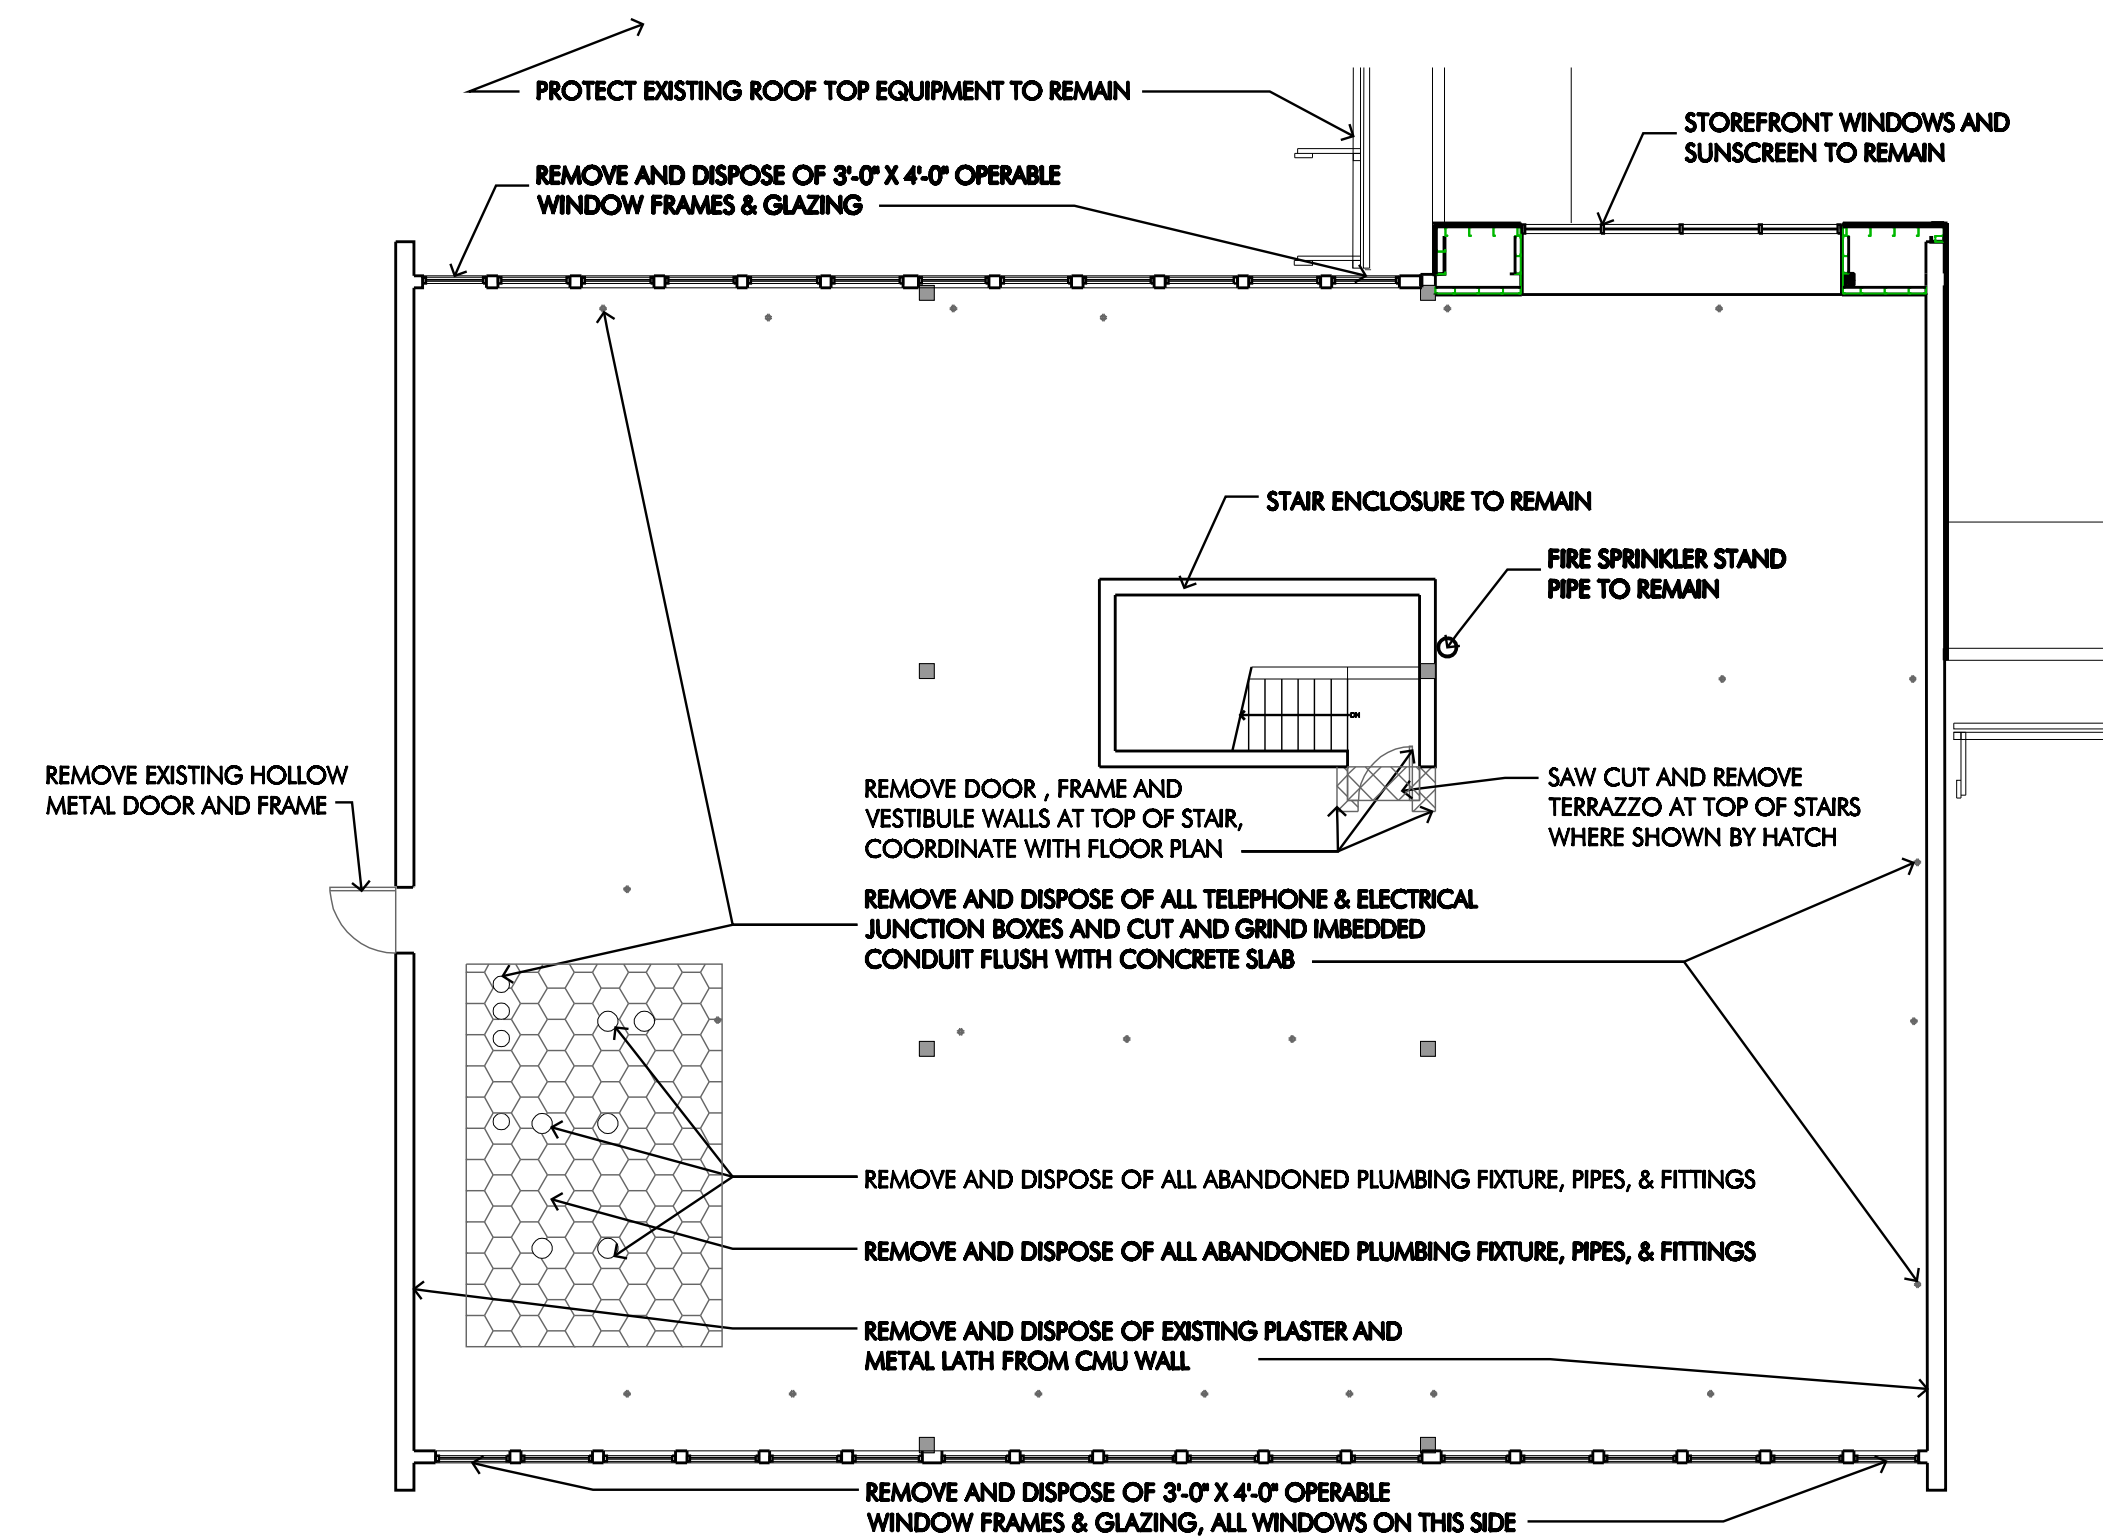 PROTECT EXISTING ROOF TOP EQUIPMENT TO REMAIN
STOREFRONT WINDOWS AND
SUNSCREEN TO REMAIN
REMOVE AND DISPOSE OF 3'-0" X 4'-0" OPERABLE
WINDOW FRAMES & GLAZING
STAIR ENCLOSURE TO REMAIN
FIRE SPRINKLER STAND
PIPE TO REMAIN
DN
REMOVE EXISTING HOLLOW
METAL DOOR AND FRAME
REMOVE DOOR , FRAME AND
VESTIBULE WALLS AT TOP OF STAIR,
COORDINATE WITH FLOOR PLAN
SAW CUT AND REMOVE
TERRAZZO AT TOP OF STAIRS
WHERE SHOWN BY HATCH
REMOVE AND DISPOSE OF ALL TELEPHONE & ELECTRICAL
JUNCTION BOXES AND CUT AND GRIND IMBEDDED
CONDUIT FLUSH WITH CONCRETE SLAB
REMOVE AND DISPOSE OF ALL ABANDONED PLUMBING FIXTURE, PIPES, & FITTINGS
REMOVE AND DISPOSE OF ALL ABANDONED PLUMBING FIXTURE, PIPES, & FITTINGS
REMOVE AND DISPOSE OF EXISTING PLASTER AND
METAL LATH FROM CMU WALL
REMOVE AND DISPOSE OF 3'-0" X 4'-0" OPERABLE
WINDOW FRAMES & GLAZING, ALL WINDOWS ON THIS SIDE